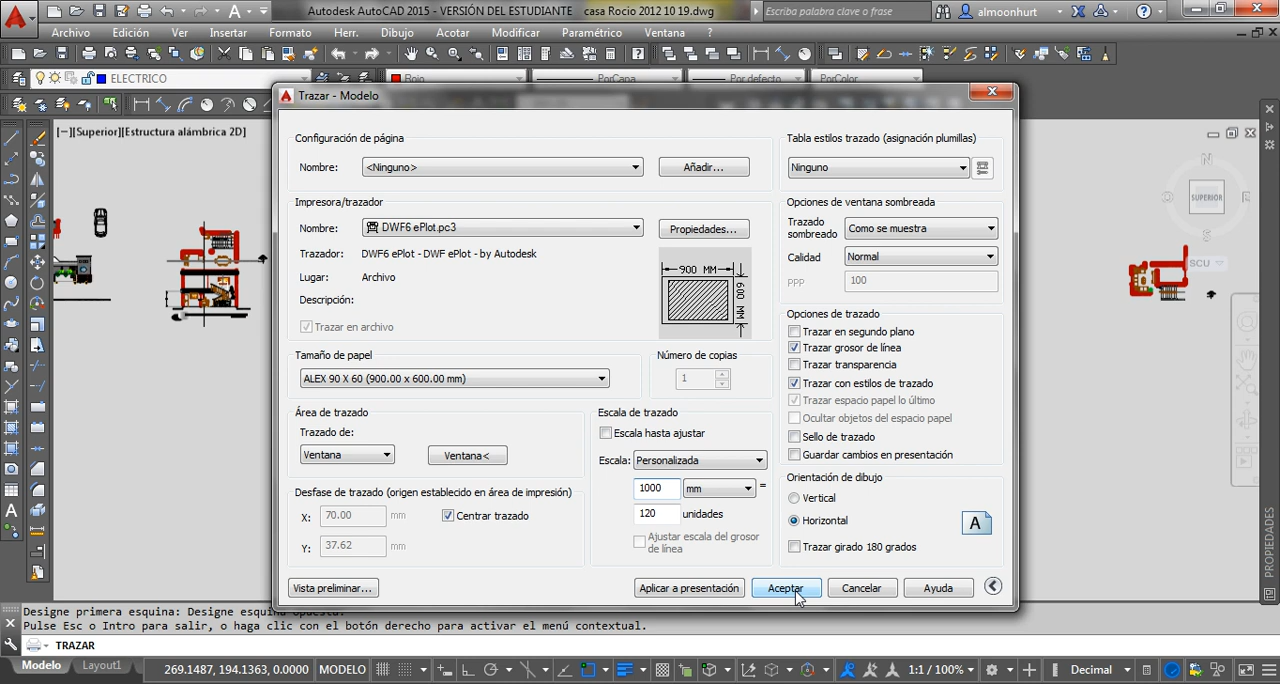 Autodesk AutoCAD 2015 - VERSIÓN DEL ESTUDIANTE casa Rocio 2012 10 19.dwg
Escriba palabra clave o frase
almoonhurt
Archivo Edición Ver Insertar Formato Herr. Dibujo Acotar Modificar Paramétrico Ventana ?
ELECTRICO Rojo PorCapa Por defecto PorColor
[−][Superior][Estructura alámbrica 2D]
Trazar - Modelo
Configuración de página
Nombre: <Ninguno> Añadir...
Impresora/trazador
Nombre: DWF6 ePlot.pc3 Propiedades...
Trazador: DWF6 ePlot - DWF ePlot - by Autodesk
Lugar: Archivo
Descripción:
Trazar en archivo
900 MM
600 MM
Tamaño de papel
ALEX 90 X 60 (900.00 x 600.00 mm)
Número de copias
1
Área de trazado
Trazado de:
Ventana Ventana<
Desfase de trazado (origen establecido en área de impresión)
X: 70.00 mm Centrar trazado
Y: 37.62 mm
Escala de trazado
Escala hasta ajustar
Escala: Personalizada
1000 mm =
120 unidades
Ajustar escala del grosor
de línea
Tabla estilos trazado (asignación plumillas)
Ninguno
Opciones de ventana sombreada
Trazado
sombreado Como se muestra
Calidad Normal
PPP 100
Opciones de trazado
Trazar en segundo plano
Trazar grosor de línea
Trazar transparencia
Trazar con estilos de trazado
Trazar espacio papel lo último
Ocultar objetos del espacio papel
Sello de trazado
Guardar cambios en presentación
Orientación de dibujo
Vertical
Horizontal
Trazar girado 180 grados
A
Vista preliminar... Aplicar a presentación Aceptar Cancelar Ayuda
N
O SUPERIOR E
S
SCU
PROPIEDADES
Designe primera esquina: Designe esquina opuesta:
Pulse Esc o Intro para salir, o haga clic con el botón derecho para activar el menú contextual.
TRAZAR
Modelo Layout1 269.1487, 194.1363, 0.0000 MODELO 1:1 / 100% Decimal